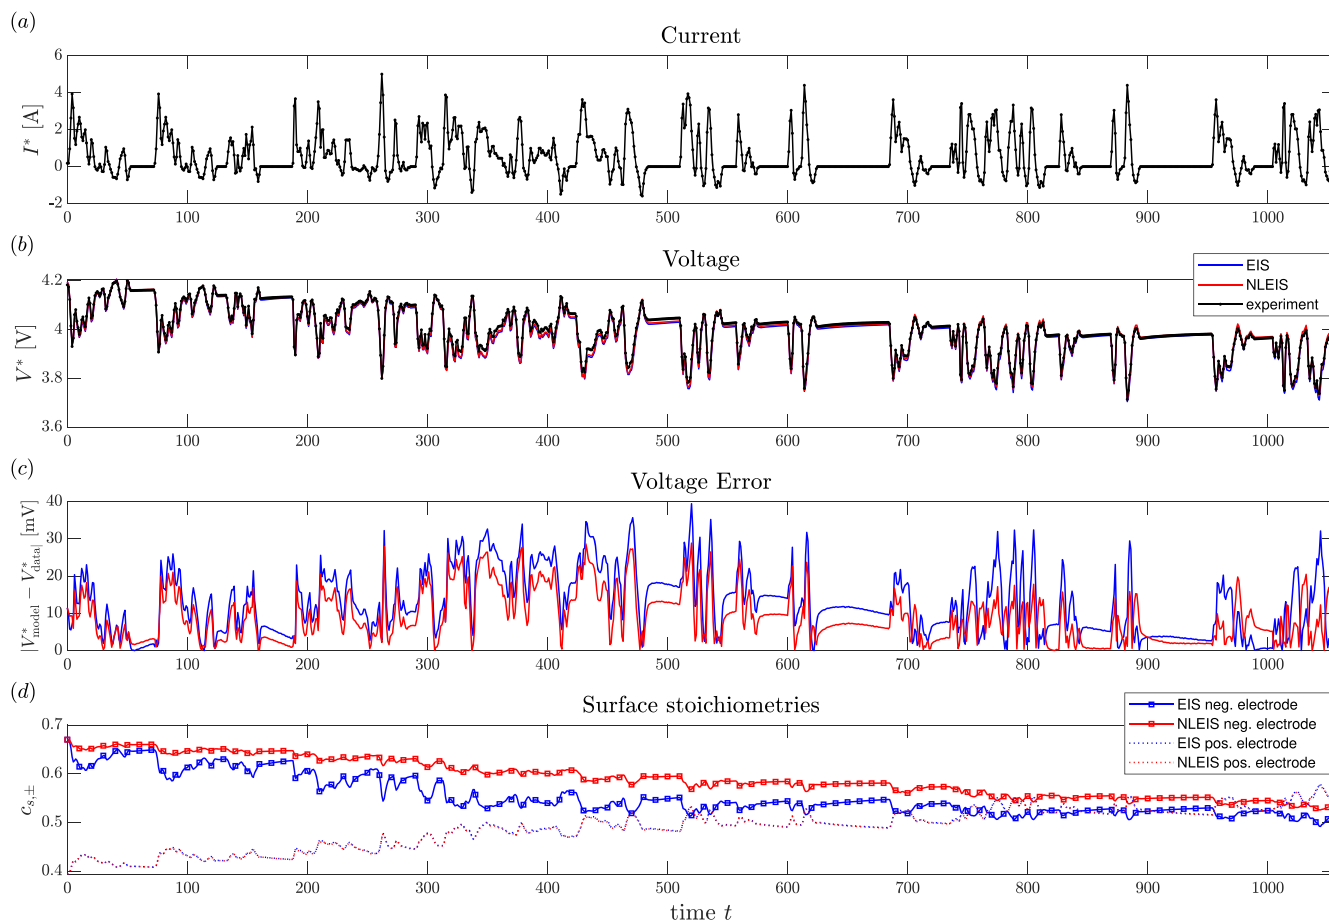 (a)
Current
6
4
2
0
-2
I* [A]
0 100 200 300 400 500 600 700 800 900 1000
(b)
Voltage
4.2
4
3.8
3.6
V* [V]
EIS
NLEIS
experiment
0 100 200 300 400 500 600 700 800 900 1000
(c)
Voltage Error
40
30
20
10
0
|V*model − V*data| [mV]
0 100 200 300 400 500 600 700 800 900 1000
(d)
Surface stoichiometries
0.7
0.6
0.5
0.4
c_s,±
EIS neg. electrode
NLEIS neg. electrode
EIS pos. electrode
NLEIS pos. electrode
0 100 200 300 400 500 600 700 800 900 1000
time t